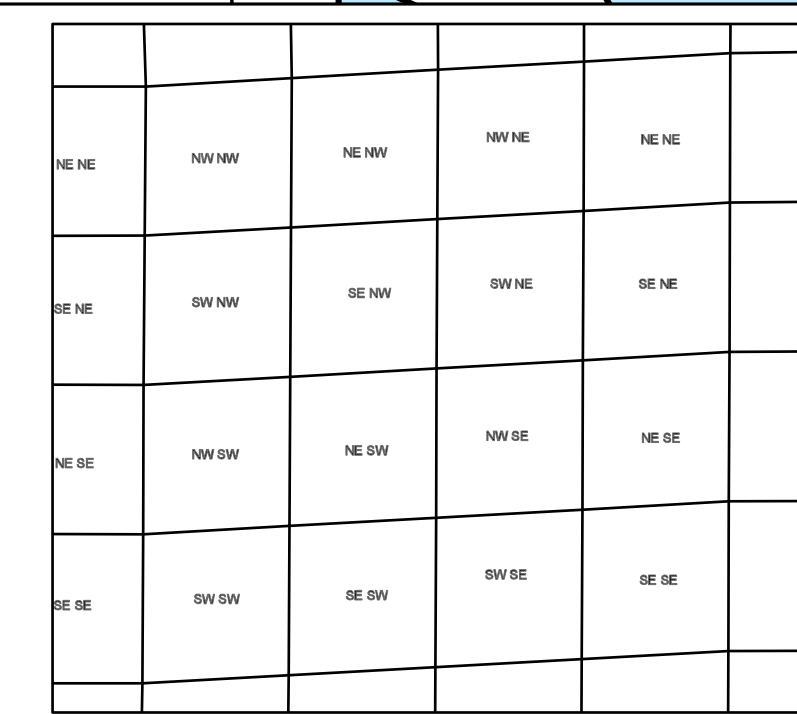 NE NE
NW NW
NE NW
NW NE
NE NE
SE NE
SW NW
SE NW
SW NE
SE NE
NE SE
NW SW
NE SW
NW SE
NE SE
SE SE
SW SW
SE SW
SW SE
SE SE